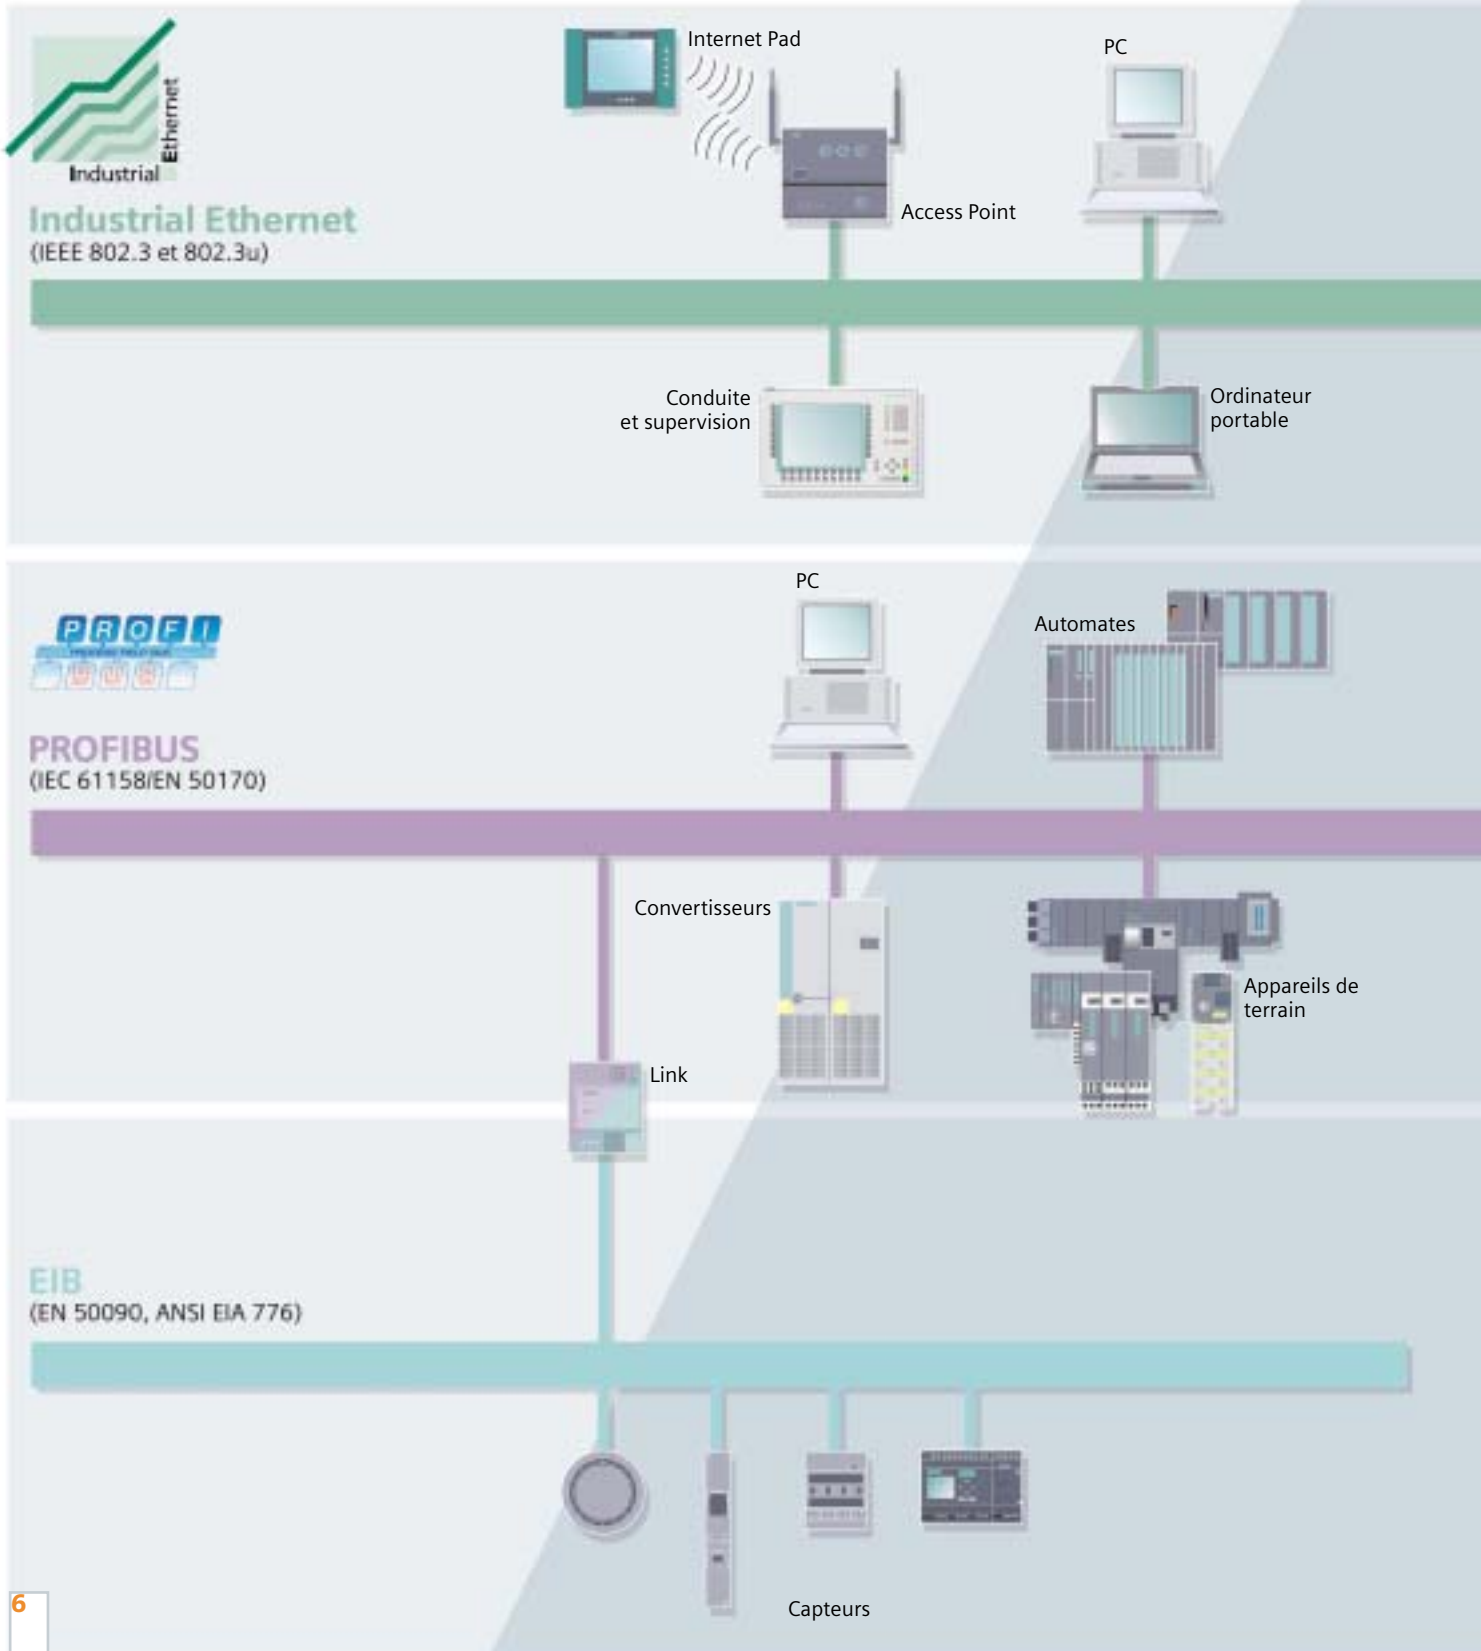 Internet Pad
PC
Ethernet
Industrial
Access Point
Industrial Ethernet
(IEEE 802.3 et 802.3u)
Conduite
et supervision
Ordinateur
portable
PC
Automates
PROFI
BUS
PROFIBUS
(IEC 61158/EN 50170)
Convertisseurs
Appareils de
terrain
Link
EIB
(EN 50090, ANSI EIA 776)
Capteurs
6